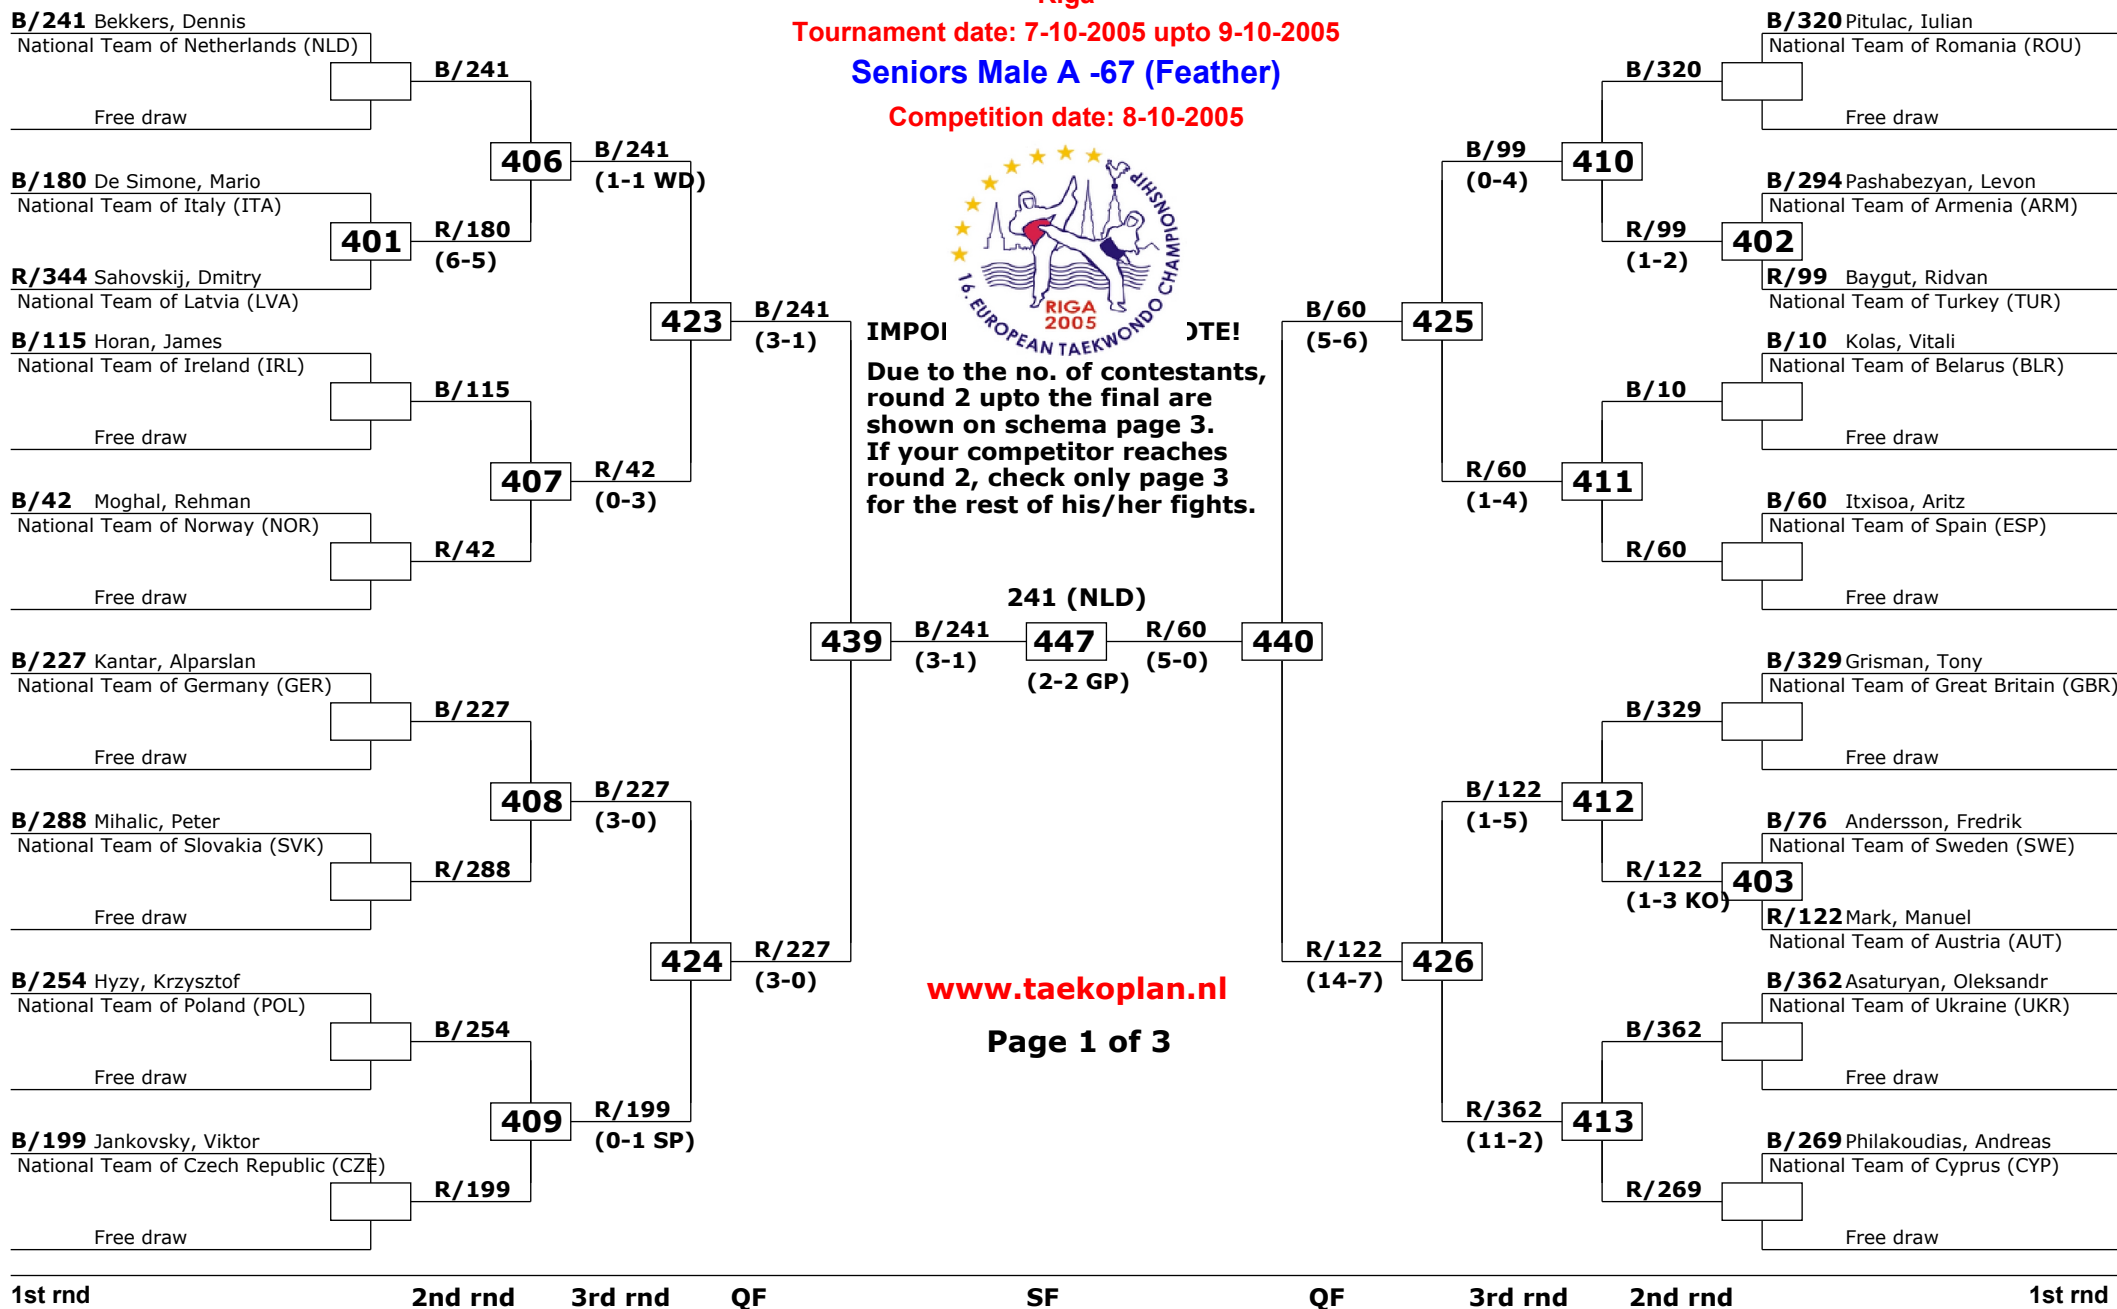 Riga
Tournament date: 7-10-2005 upto 9-10-2005
Seniors Male A -67 (Feather)
Competition date: 8-10-2005
16. EUROPEAN TAEKWONDO CHAMPIONSHIP
RIGA
2005
B/241 Bekkers, Dennis
National Team of Netherlands (NLD)
Free draw
B/180 De Simone, Mario
National Team of Italy (ITA)
401
R/344 Sahovskij, Dmitry
National Team of Latvia (LVA)
B/115 Horan, James
National Team of Ireland (IRL)
Free draw
B/42 Moghal, Rehman
National Team of Norway (NOR)
Free draw
B/227 Kantar, Alparslan
National Team of Germany (GER)
Free draw
B/288 Mihalic, Peter
National Team of Slovakia (SVK)
Free draw
B/254 Hyzy, Krzysztof
National Team of Poland (POL)
Free draw
B/199 Jankovsky, Viktor
National Team of Czech Republic (CZE)
Free draw
B/241
406
R/180
(6-5)
B/115
407
R/42
B/227
408
R/288
B/254
409
R/199
B/241
(1-1 WD)
423
R/42
(0-3)
B/227
(3-0)
424
R/199
(0-1 SP)
B/241
(3-1)
439
R/227
(3-0)
IMPO OTE!
Due to the no. of contestants,
round 2 upto the final are
shown on schema page 3.
If your competitor reaches
round 2, check only page 3
for the rest of his/her fights.
241 (NLD)
B/241 447 R/60
(3-1) (5-0)
(2-2 GP)
www.taekoplan.nl
Page 1 of 3
B/60
(5-6)
440
R/122
(14-7)
B/99
(0-4)
425
R/60
(1-4)
B/122
(1-5)
426
R/362
(11-2)
B/320
410
R/99
(1-2)
B/10
411
R/60
B/329
412
R/122
(1-3 KO)
B/362
413
R/269
B/320 Pitulac, Iulian
National Team of Romania (ROU)
Free draw
B/294 Pashabezyan, Levon
National Team of Armenia (ARM)
402
R/99 Baygut, Ridvan
National Team of Turkey (TUR)
B/10 Kolas, Vitali
National Team of Belarus (BLR)
Free draw
B/60 Itxisoa, Aritz
National Team of Spain (ESP)
Free draw
B/329 Grisman, Tony
National Team of Great Britain (GBR)
Free draw
B/76 Andersson, Fredrik
National Team of Sweden (SWE)
403
R/122 Mark, Manuel
National Team of Austria (AUT)
B/362 Asaturyan, Oleksandr
National Team of Ukraine (UKR)
Free draw
B/269 Philakoudias, Andreas
National Team of Cyprus (CYP)
Free draw
1st rnd 2nd rnd 3rd rnd QF SF QF 3rd rnd 2nd rnd 1st rnd